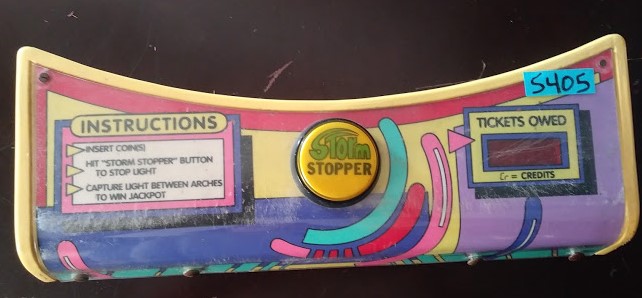 S405
INSTRUCTIONS
INSERT COIN(S)
HIT "STORM STOPPER" BUTTON
TO STOP LIGHT
CAPTURE LIGHT BETWEEN ARCHES
TO WIN JACKPOT
STORM
STOPPER
TICKETS OWED
Cr = CREDITS